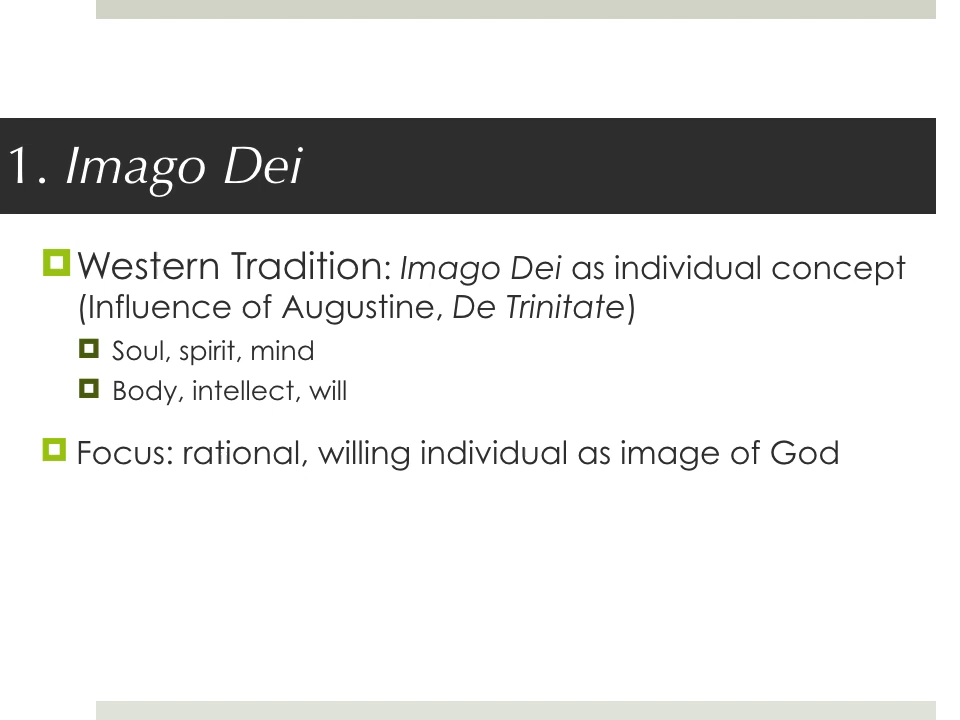 1. Imago Dei
Western Tradition: Imago Dei as individual concept
(Influence of Augustine, De Trinitate)
Soul, spirit, mind
Body, intellect, will
Focus: rational, willing individual as image of God